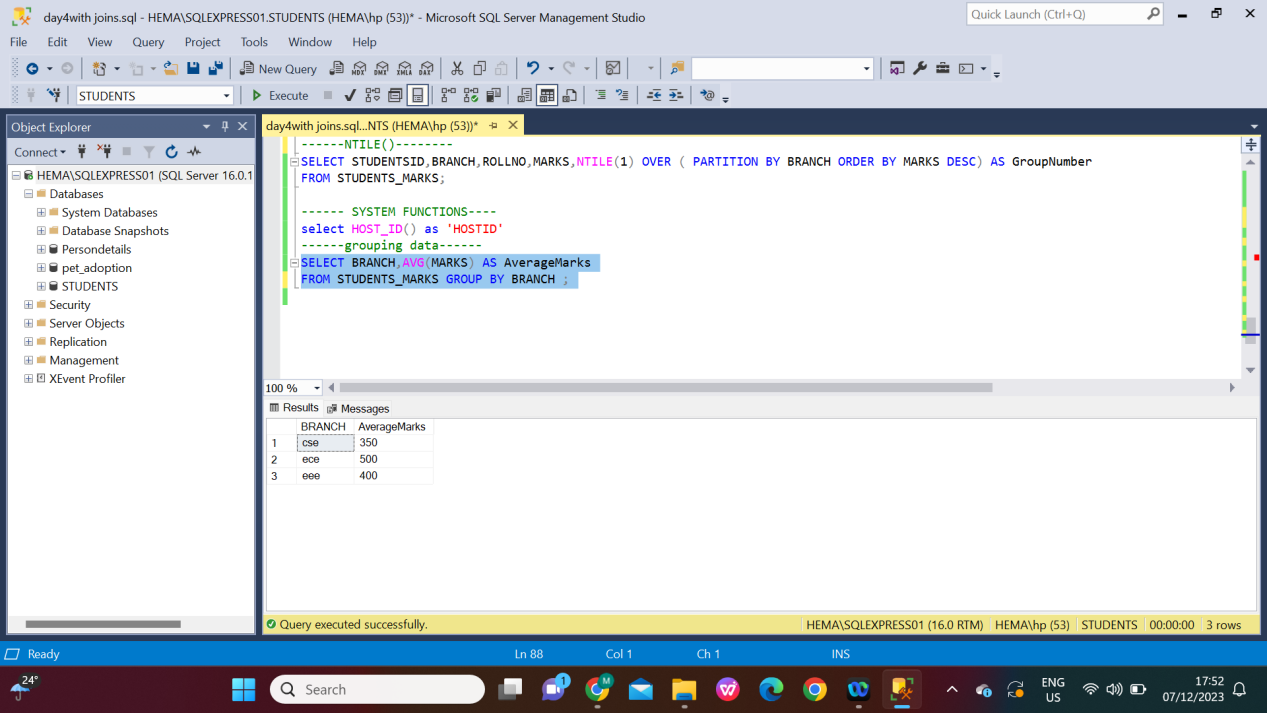 day4with joins.sql - HEMA\SQLEXPRESS01.STUDENTS (HEMA\hp (53))* - Microsoft SQL Server Management Studio
Quick Launch (Ctrl+Q)
File Edit View Query Project Tools Window Help
New Query
MDX DMX XMLA DAX
STUDENTS
Execute
Object Explorer
day4with joins.sql...NTS (HEMA\hp (53))*
Connect
HEMA\SQLEXPRESS01 (SQL Server 16.0.1
Databases
System Databases
Database Snapshots
Persondetails
pet_adoption
STUDENTS
Security
Server Objects
Replication
Management
XEvent Profiler
------NTILE()--------
SELECT STUDENTSID,BRANCH,ROLLNO,MARKS,NTILE(1) OVER ( PARTITION BY BRANCH ORDER BY MARKS DESC) AS GroupNumber
FROM STUDENTS_MARKS;
------ SYSTEM FUNCTIONS----
select HOST_ID() as 'HOSTID'
------grouping data------
SELECT BRANCH,AVG(MARKS) AS AverageMarks
FROM STUDENTS_MARKS GROUP BY BRANCH ;
100 %
Results Messages
BRANCH AverageMarks
1 cse 350
2 ece 500
3 eee 400
Query executed successfully. HEMA\SQLEXPRESS01 (16.0 RTM) HEMA\hp (53) STUDENTS 00:00:00 3 rows
Ready Ln 88 Col 1 Ch 1 INS
24°
Search
1
M
ENG
US
17:52
07/12/2023